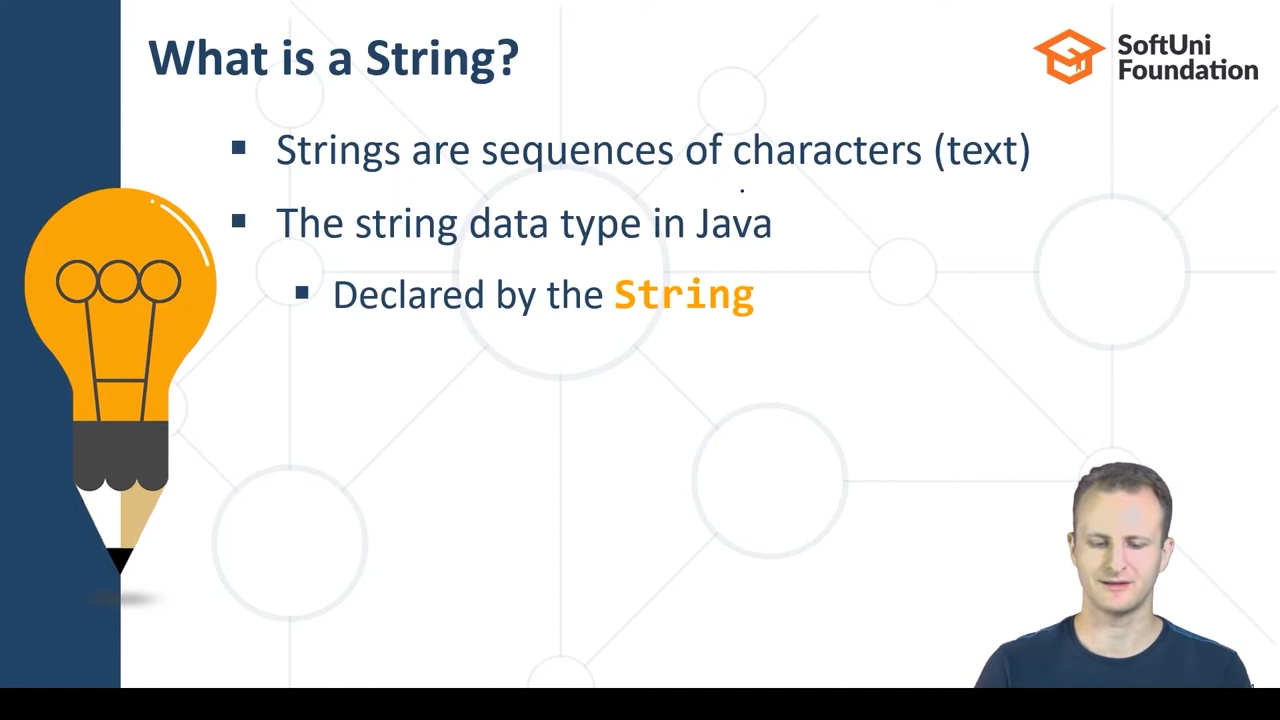 What is a String?
SoftUni
Foundation
Strings are sequences of characters (text)
The string data type in Java
Declared by the String